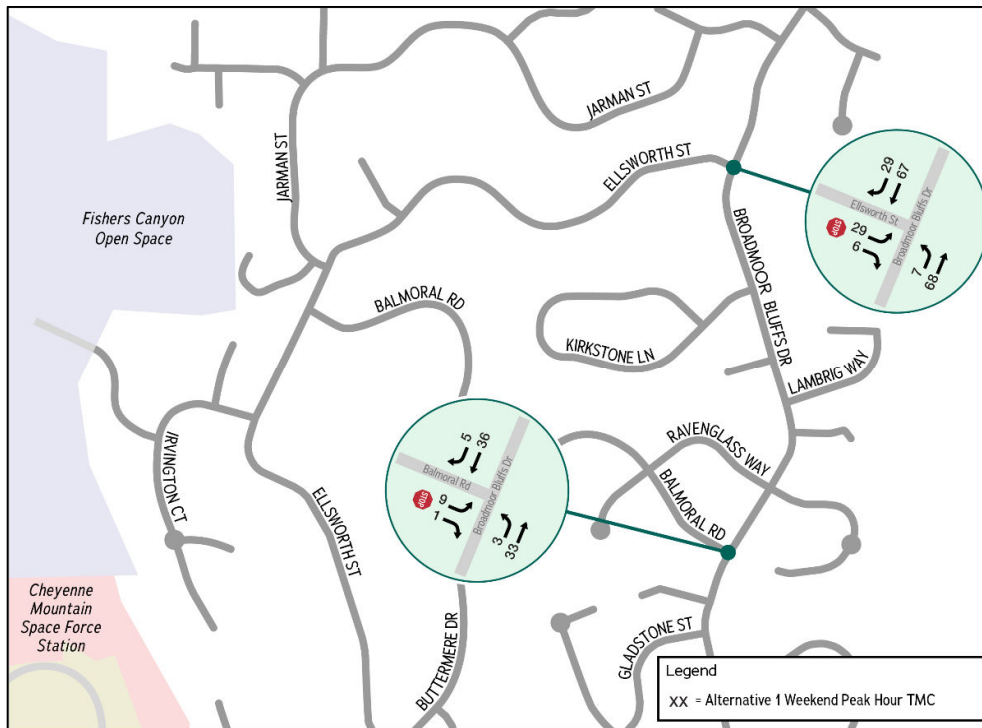 JARMAN ST
JARMAN ST
ELLSWORTH ST
Fishers Canyon
Open Space
29
67
Ellsworth St
Broadmoor Bluffs Dr
STOP
29
6
7
68
BROADMOOR BLUFFS DR
BALMORAL RD
KIRKSTONE LN
LAMBRIG WAY
IRVINGTON CT
RAVENGLASS WAY
5
36
Balmoral Rd
Broadmoor Bluffs Dr
STOP
9
1
3
33
BALMORAL RD
ELLSWORTH ST
Cheyenne
Mountain
Space Force
Station
BUTTERMERE DR
GLADSTONE ST
Legend
XX = Alternative 1 Weekend Peak Hour TMC